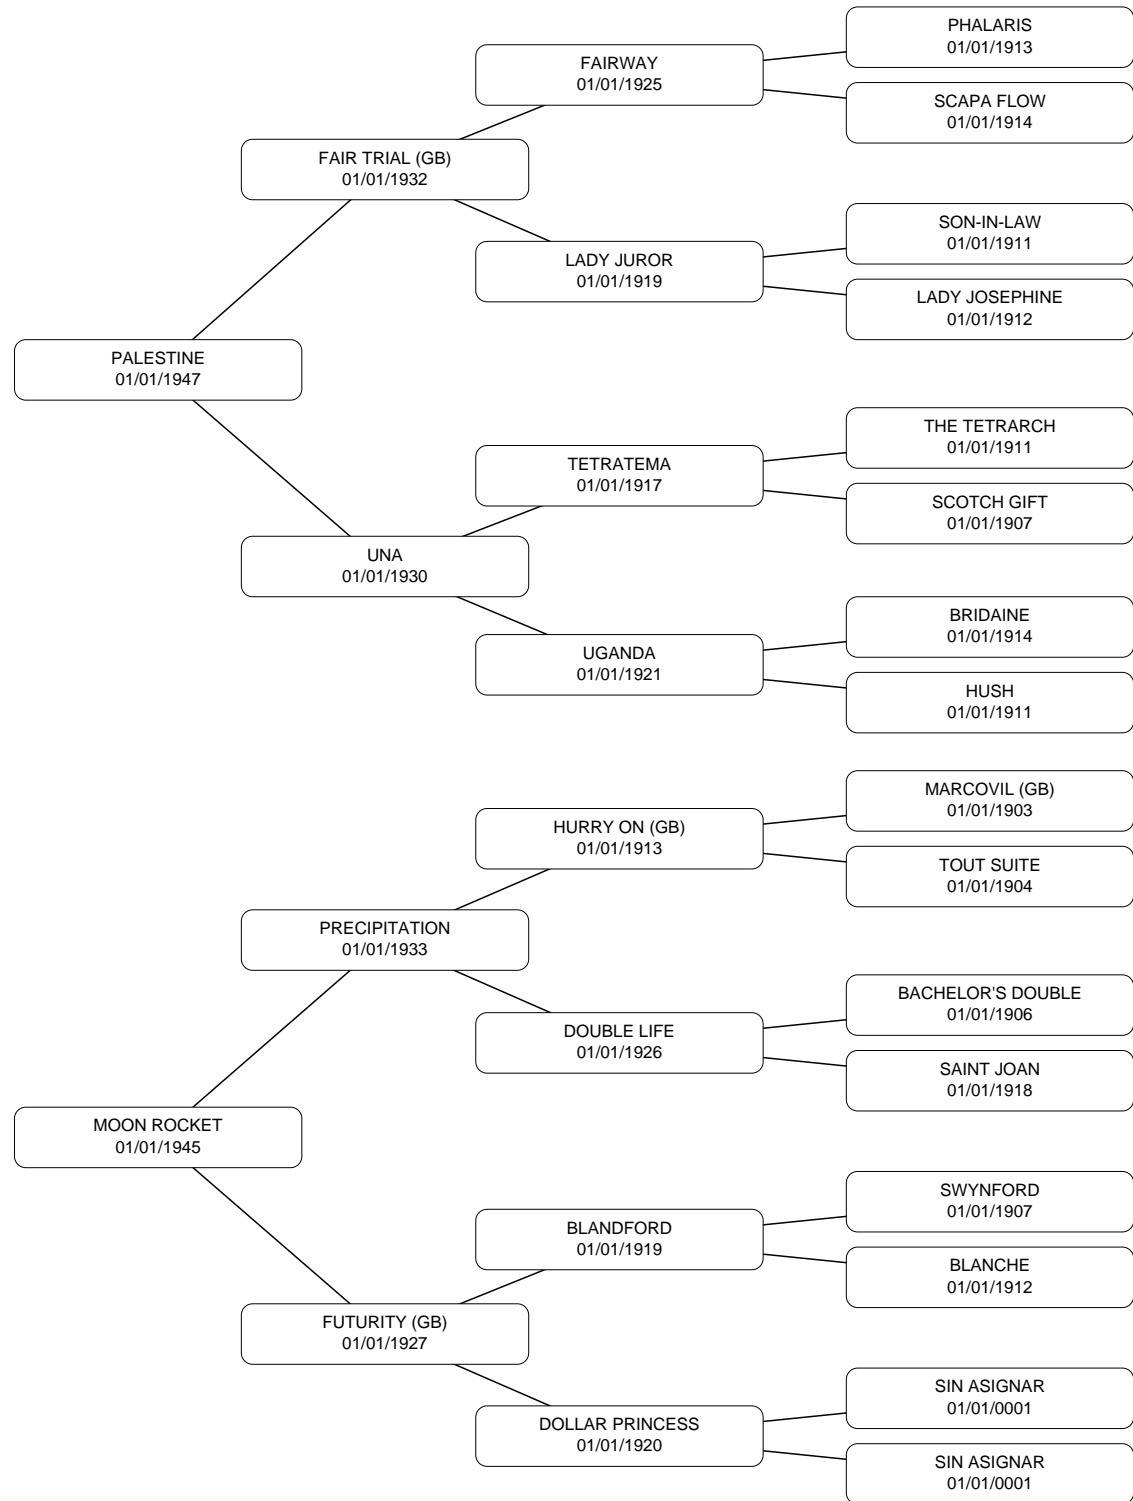 PHALARIS
01/01/1913
FAIRWAY
01/01/1925
SCAPA FLOW
01/01/1914
FAIR TRIAL (GB)
01/01/1932
SON-IN-LAW
01/01/1911
LADY JUROR
01/01/1919
LADY JOSEPHINE
01/01/1912
PALESTINE
01/01/1947
THE TETRARCH
01/01/1911
TETRATEMA
01/01/1917
SCOTCH GIFT
01/01/1907
UNA
01/01/1930
BRIDAINE
01/01/1914
UGANDA
01/01/1921
HUSH
01/01/1911
MARCOVIL (GB)
01/01/1903
HURRY ON (GB)
01/01/1913
TOUT SUITE
01/01/1904
PRECIPITATION
01/01/1933
BACHELOR'S DOUBLE
01/01/1906
DOUBLE LIFE
01/01/1926
SAINT JOAN
01/01/1918
MOON ROCKET
01/01/1945
SWYNFORD
01/01/1907
BLANDFORD
01/01/1919
BLANCHE
01/01/1912
FUTURITY (GB)
01/01/1927
SIN ASIGNAR
01/01/0001
DOLLAR PRINCESS
01/01/1920
SIN ASIGNAR
01/01/0001